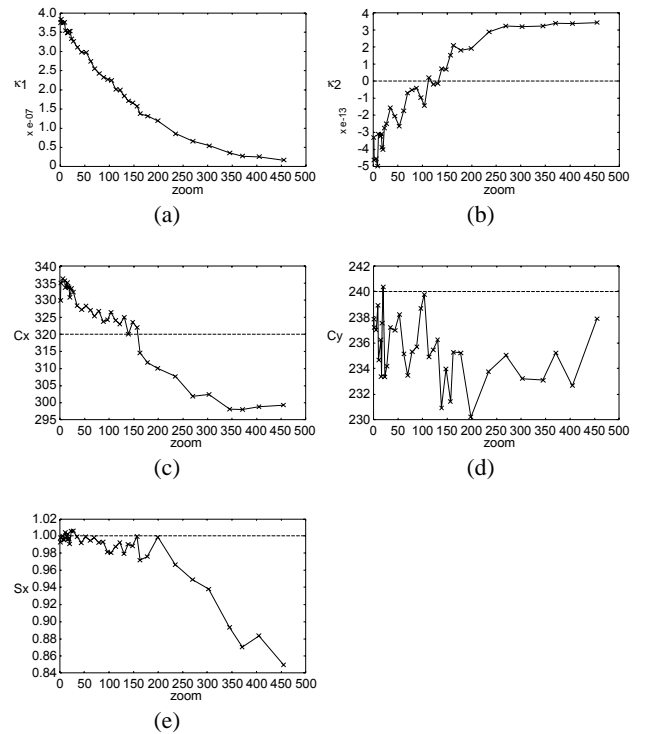 4.0
3.5
3.0
2.5
2.0
1.5
1.0
0.5
0
κ1
x e-07
0 50 100 150 200 250 300 350 400 450 500
zoom
(a)
4
3
2
1
0
-1
-2
-3
-4
-5
κ2
x e-13
0 50 100 150 200 250 300 350 400 450 500
zoom
(b)
340
335
330
325
320
315
310
305
300
295
Cx
0 50 100 150 200 250 300 350 400 450 500
zoom
(c)
242
240
238
236
234
232
230
Cy
0 50 100 150 200 250 300 350 400 450 500
zoom
(d)
1.02
1.00
0.98
0.96
0.94
0.92
0.90
0.88
0.86
0.84
Sx
0 50 100 150 200 250 300 350 400 450 500
zoom
(e)